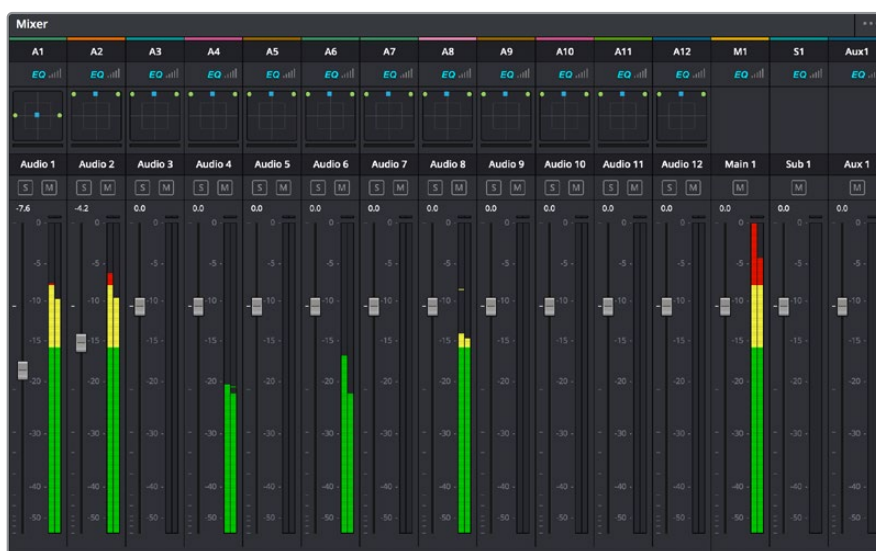 Mixer
A1 A2 A3 A4 A5 A6 A7 A8 A9 A10 A11 A12 M1 S1 Aux1
EQ EQ EQ EQ EQ EQ EQ EQ EQ EQ EQ EQ EQ EQ EQ
Audio 1 Audio 2 Audio 3 Audio 4 Audio 5 Audio 6 Audio 7 Audio 8 Audio 9 Audio 10 Audio 11 Audio 12 Main 1 Sub 1 Aux 1
S M S M S M S M S M S M S M S M S M S M S M S M M M M
-7.6 -4.2 0.0 0.0 0.0 0.0 0.0 0.0 0.0 0.0 0.0 0.0 0.0 0.0 0.0
0 0 0 0 0 0 0 0 0 0 0 0 0 0 0
-5 -5 -5 -5 -5 -5 -5 -5 -5 -5 -5 -5 -5 -5 -5
-10 -10 -10 -10 -10 -10 -10 -10 -10 -10 -10 -10 -10 -10 -10
-15 -15 -15 -15 -15 -15 -15 -15 -15 -15 -15 -15 -15 -15 -15
-20 -20 -20 -20 -20 -20 -20 -20 -20 -20 -20 -20 -20 -20 -20
-30 -30 -30 -30 -30 -30 -30 -30 -30 -30 -30 -30 -30 -30 -30
-40 -40 -40 -40 -40 -40 -40 -40 -40 -40 -40 -40 -40 -40 -40
-50 -50 -50 -50 -50 -50 -50 -50 -50 -50 -50 -50 -50 -50 -50